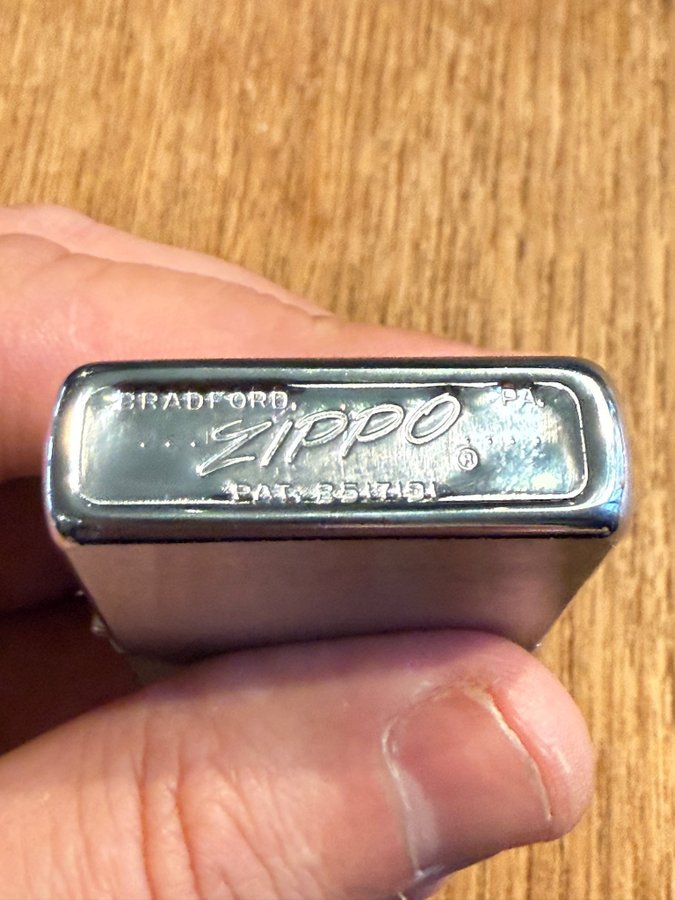 BRADFORD, PA.
.... ZIPPO ® ....
PAT. 2517191